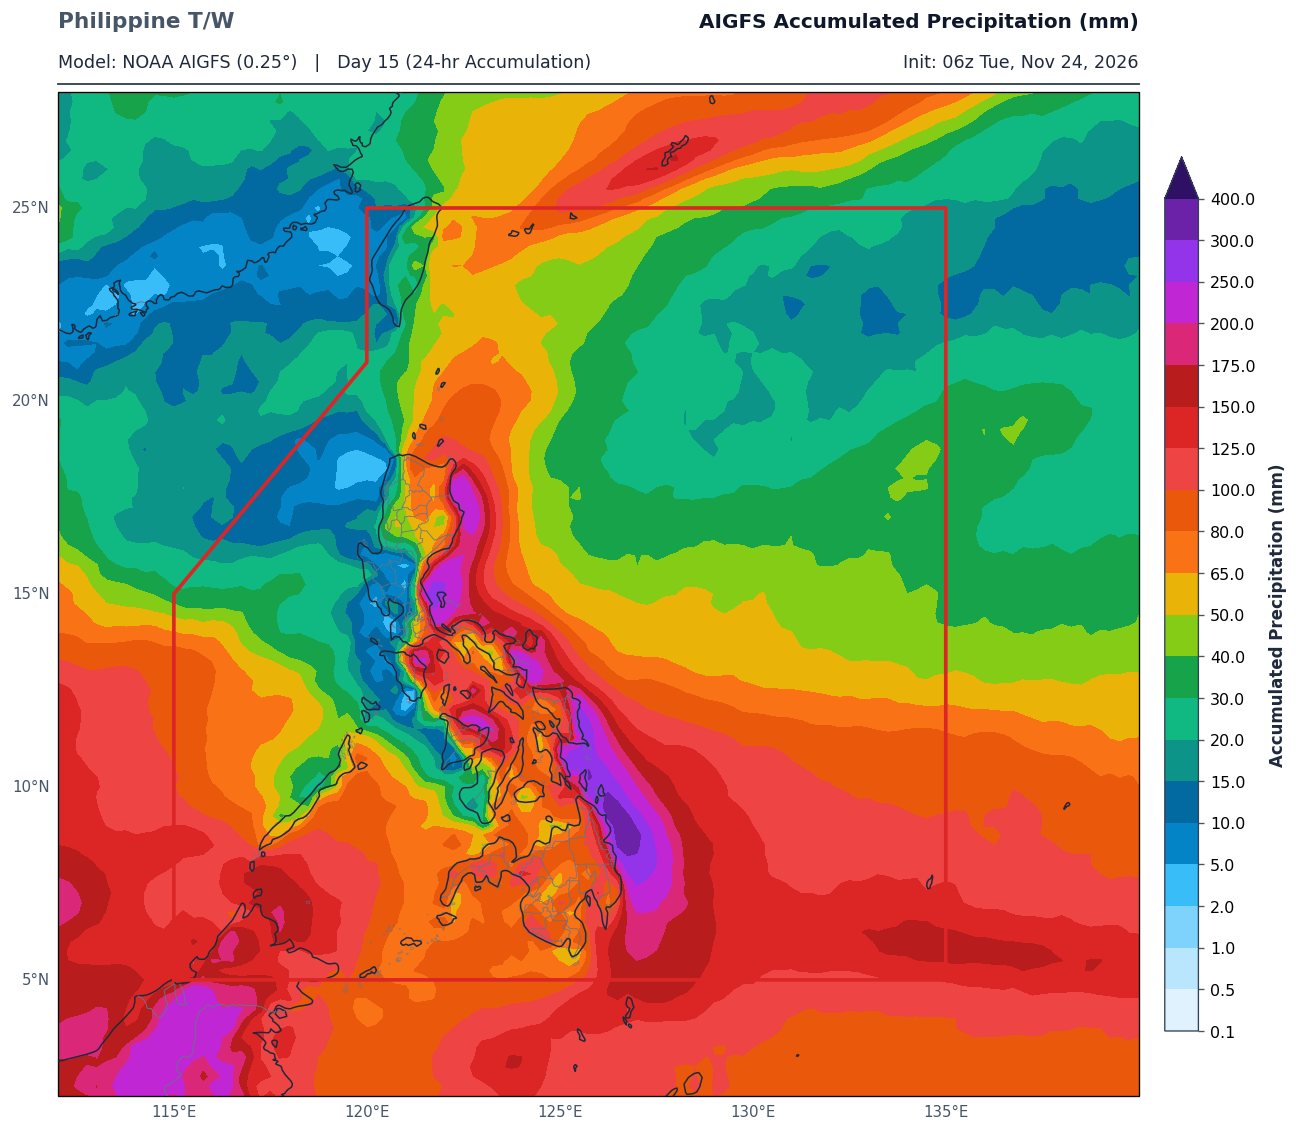 Philippine T/W
AIGFS Accumulated Precipitation (mm)
Model: NOAA AIGFS (0.25°) | Day 15 (24-hr Accumulation)
Init: 06z Tue, Nov 24, 2026
25°N
20°N
15°N
10°N
5°N
115°E
120°E
125°E
130°E
135°E
400.0
300.0
250.0
200.0
175.0
150.0
125.0
100.0
80.0
65.0
50.0
40.0
30.0
20.0
15.0
10.0
5.0
2.0
1.0
0.5
0.1
Accumulated Precipitation (mm)